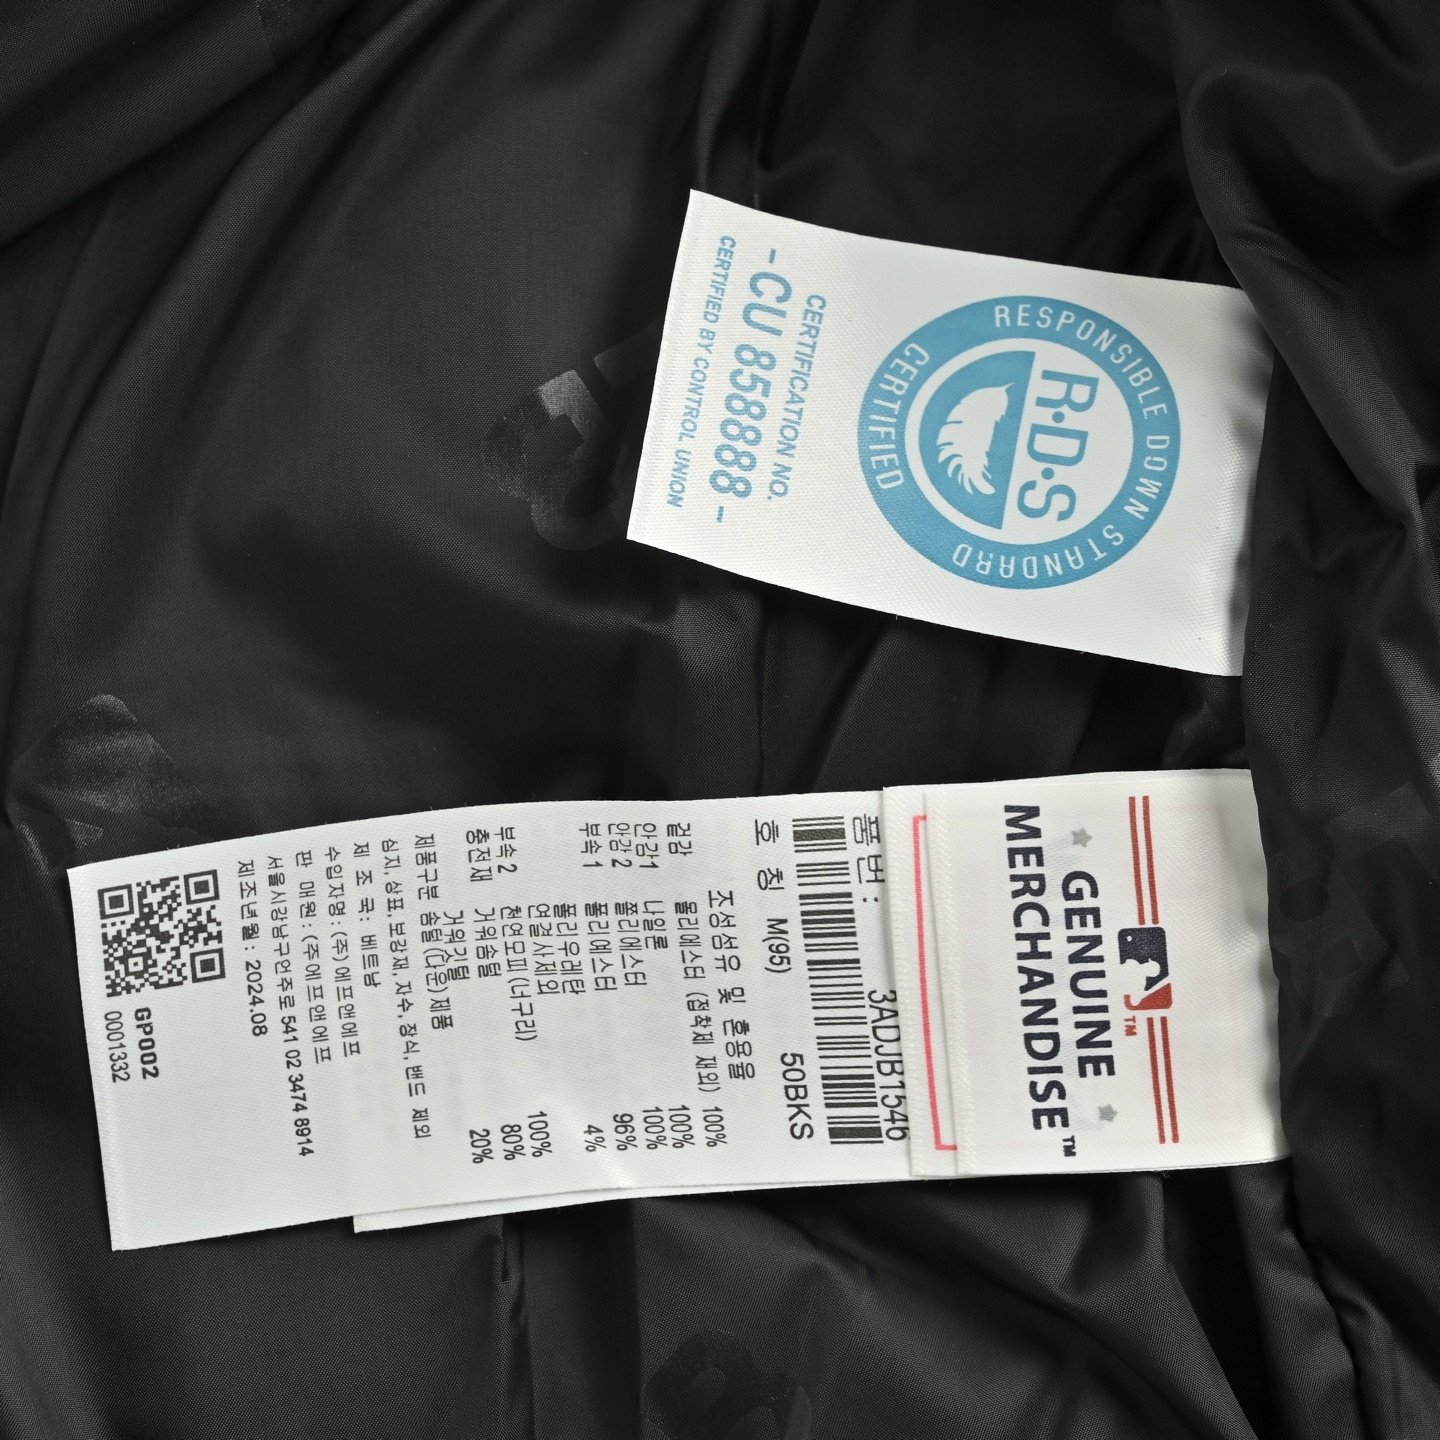 RESPONSIBLE DOWN STANDARD
CERTIFIED
R·D·S
CERTIFICATION NO.
-CU 858888-
CERTIFIED BY CONTROL UNION
TM
GENUINE
MERCHANDISE™
품번: 3ADJB1546
호칭 M(95) 50BKS
조성섬유 및 혼용율
겉감 폴리에스터 (접착제 제외) 100%
안감1 나일론 100%
안감2 폴리에스터 100%
부속1 폴리에스터 96%
폴리우레탄 4%
연결사제외
부속2 천연모피 (너구리) 100%
충전재 거위솜털 80%
거위깃털 20%
제품구분 솜털(다운)제품
심지, 상표, 보강재, 자수, 장식, 밴드 제외
제 조 국: 베트남
수입자명: (주)에프앤에프
판 매원: (주에프앤에프
서울시강남구언주로 541 02 3474 8914
제조년월: 2024.08
GP002
0001332